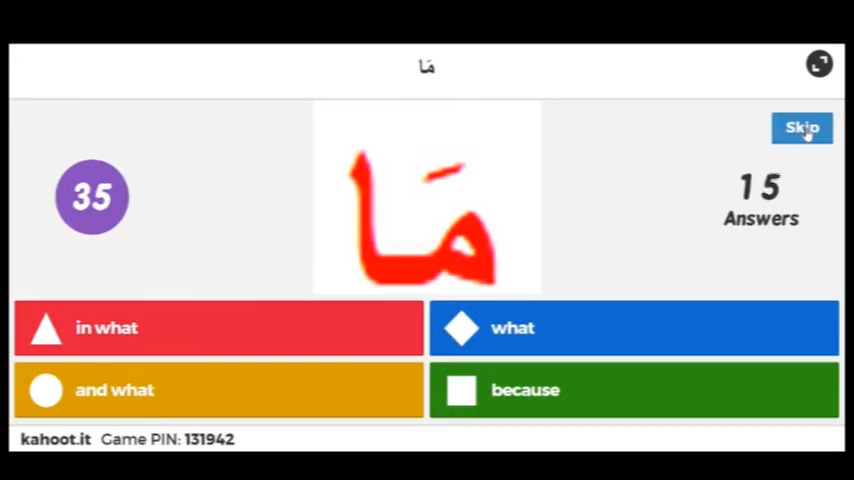 مَا
Skip
35
مَا
15
Answers
in what
what
and what
because
kahoot.it Game PIN: 131942